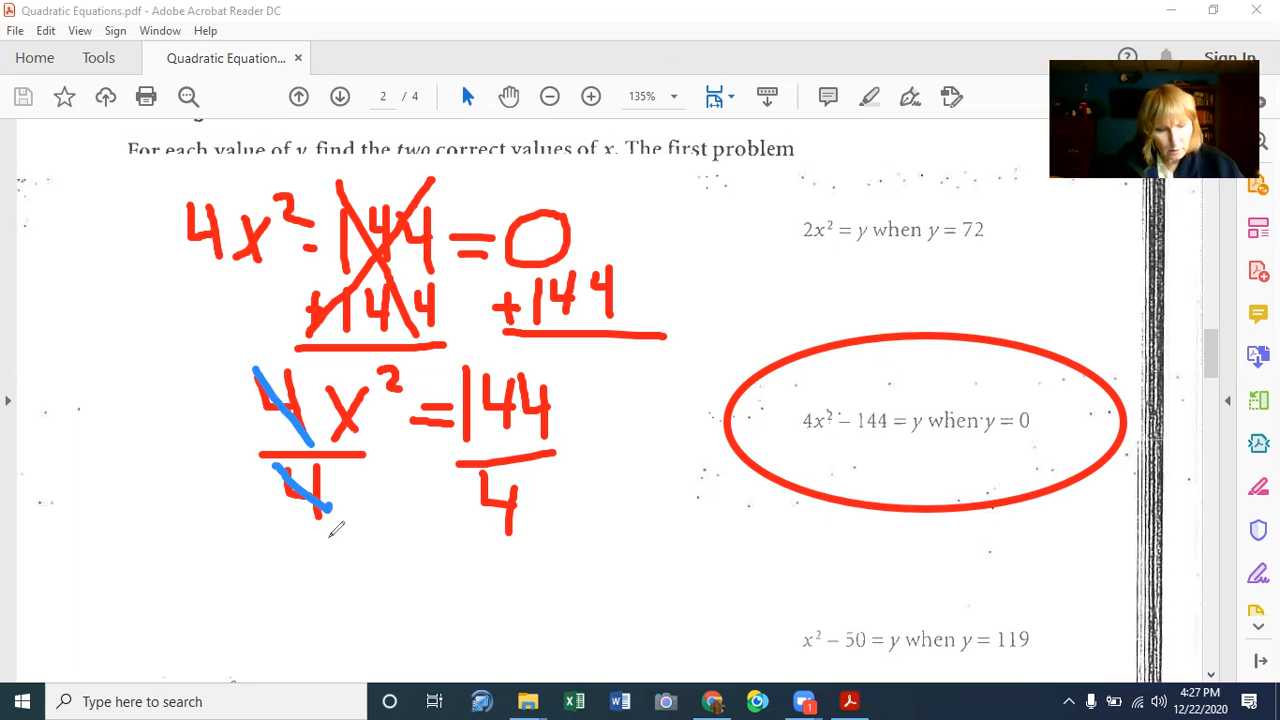 Quadratic Equations.pdf - Adobe Acrobat Reader DC
File Edit View Sign Window Help
Home Tools Quadratic Equation... × Sign In
2 / 4 135%
For each value of y, find the two correct values of x. The first problem
4x² - 144 = 0
+144 +144
4x² = 144
4 4
2x² = y when y = 72
4x² – 144 = y when y = 0
x² – 50 = y when y = 119
Type here to search
1
4:27 PM
12/22/2020